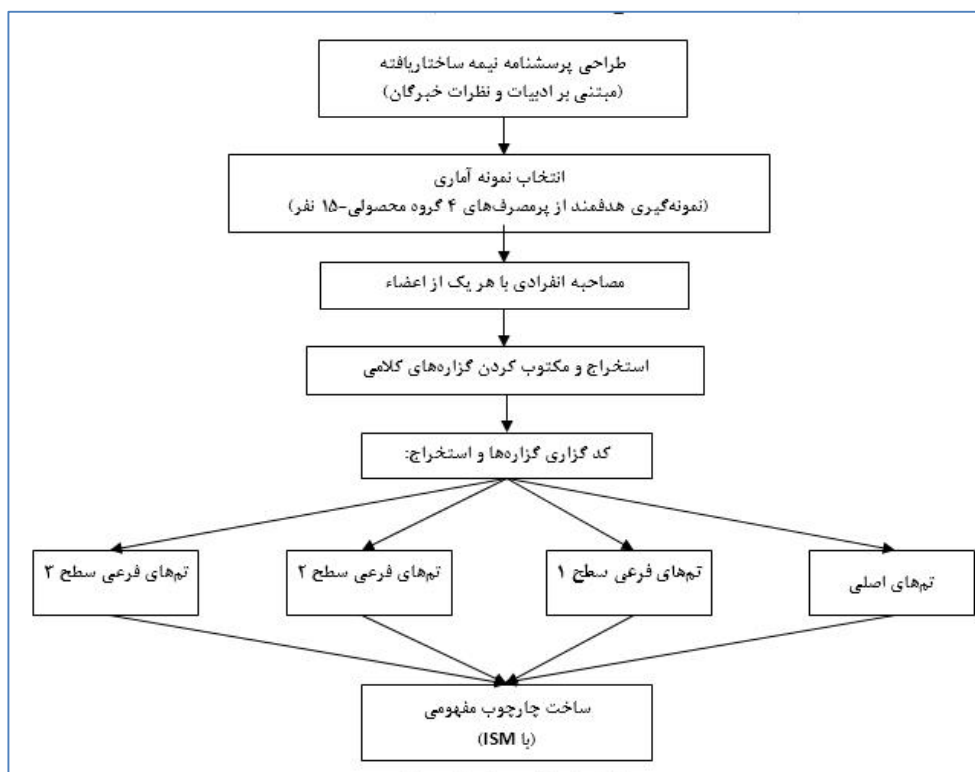 طراحی پرسشنامه نیمه ساختاریافته
(مبتنی بر ادبیات و نظرات خبرگان)
انتخاب نمونه آماری
(نمونه‌گیری هدفمند از پرمصرف‌های ۴ گروه محصولی-۱۵ نفر)
مصاحبه انفرادی با هر یک از اعضاء
استخراج و مکتوب کردن گزاره‌های کلامی
کد گزاری گزاره‌ها و استخراج:
تم‌های اصلی
تم‌های فرعی سطح ۱
تم‌های فرعی سطح ۲
تم‌های فرعی سطح ۳
ساخت چارچوب مفهومی
(با ISM)